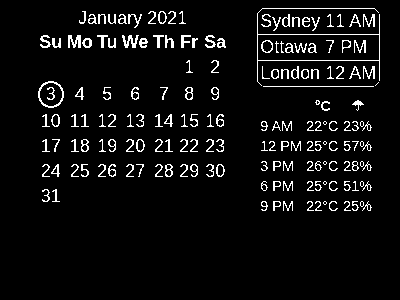 January 2021
Su Mo Tu We Th Fr Sa
1 2
3 4 5 6 7 8 9
10 11 12 13 14 15 16
17 18 19 20 21 22 23
24 25 26 27 28 29 30
31
Sydney 11 AM
Ottawa 7 PM
London 12 AM
°C ☂
9 AM 22°C 23%
12 PM 25°C 57%
3 PM 26°C 28%
6 PM 25°C 51%
9 PM 22°C 25%